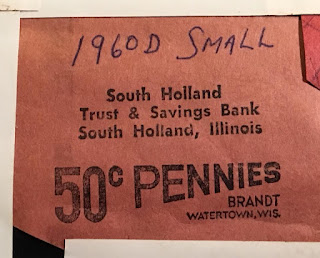 1960D SMALL
South Holland
Trust & Savings Bank
South Holland, Illinois
50¢ PENNIES
BRANDT
WATERTOWN, WIS.